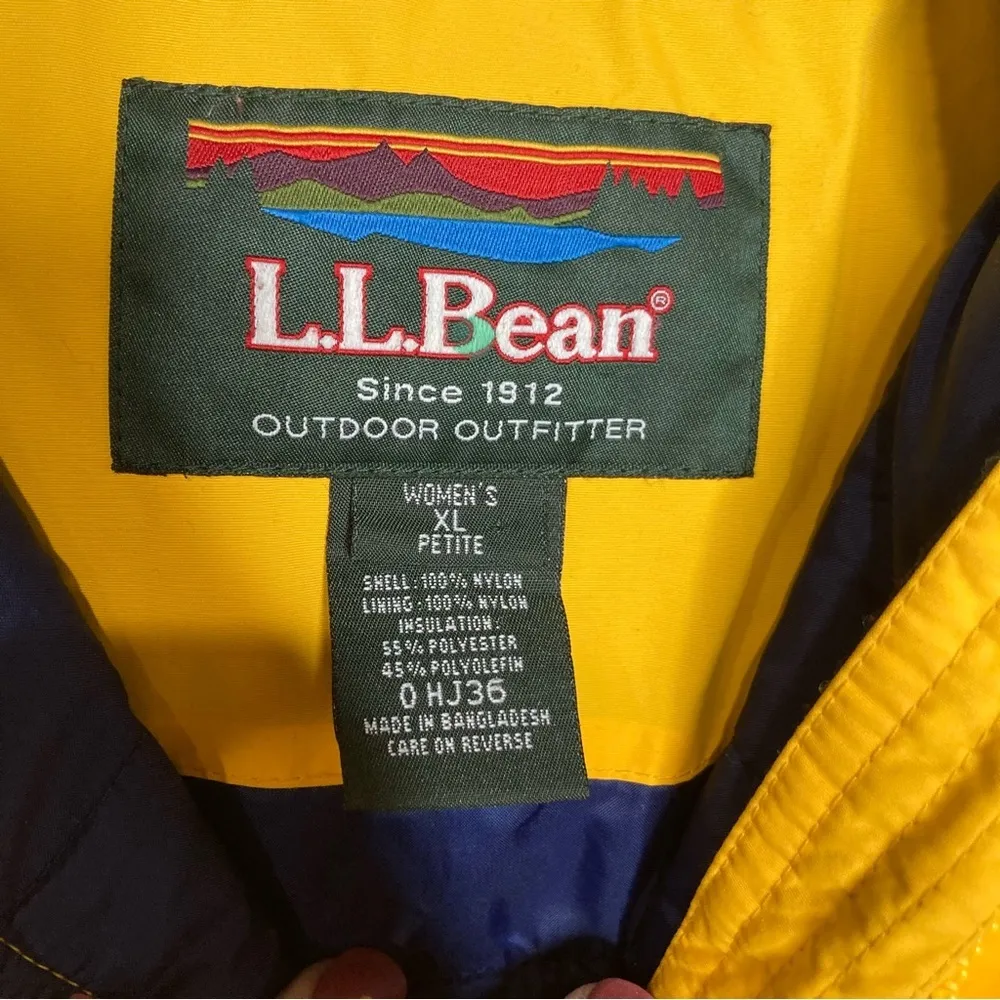 L.L.Bean®
Since 1912
OUTDOOR OUTFITTER
WOMEN'S
XL
PETITE
SHELL: 100% NYLON
LINING: 100% NYLON
INSULATION:
55% POLYESTER
45% POLYOLEFIN
0 HJ36
MADE IN BANGLADESH
CARE ON REVERSE